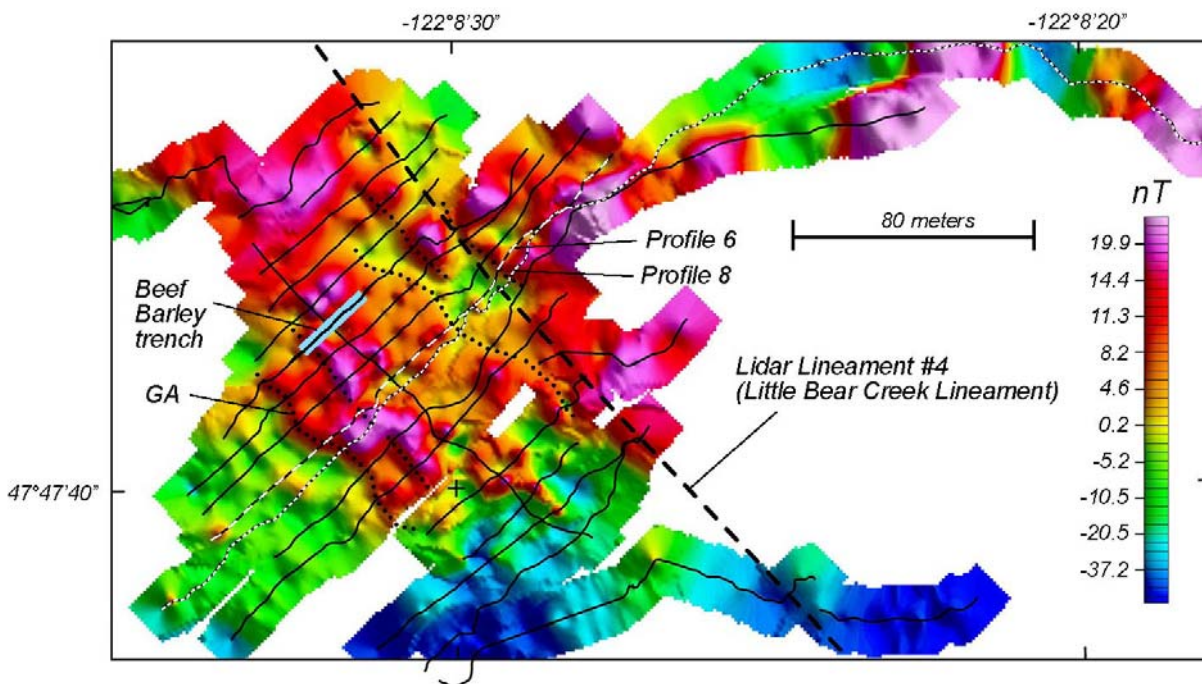 -122°8'30"
-122°8'20"
nT
80 meters
19.9
14.4
11.3
8.2
4.6
0.2
-5.2
-10.5
-20.5
-37.2
Profile 6
Profile 8
Beef
Barley
trench
GA
Lidar Lineament #4
(Little Bear Creek Lineament)
47°47'40"